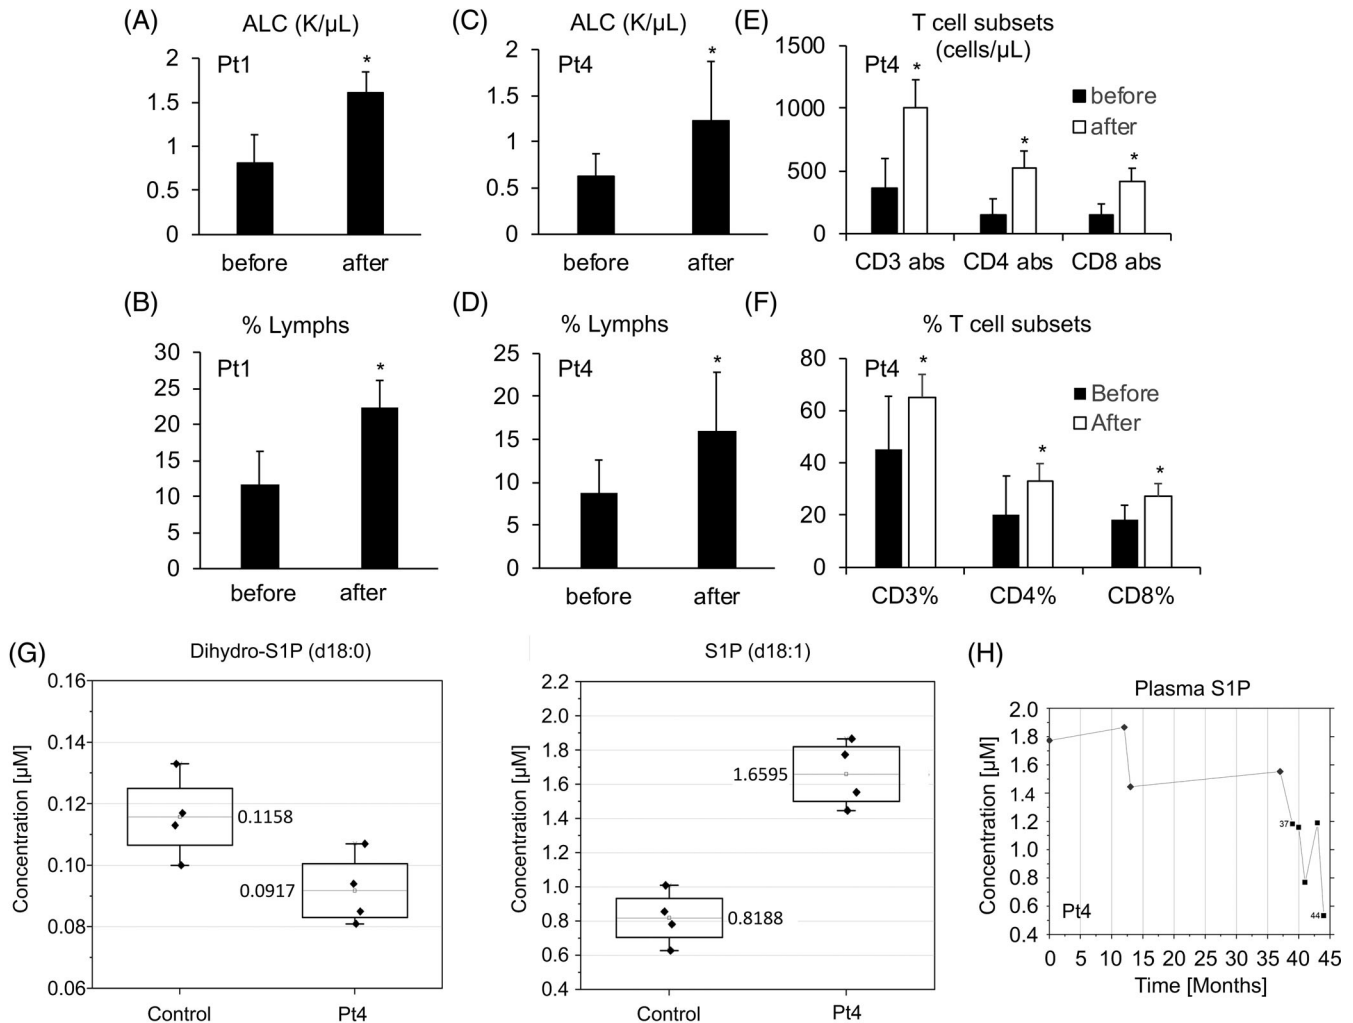 (A) ALC (K/μL)
Pt1
2
1.5
1
0.5
0
before after
(C) ALC (K/μL)
Pt4
2
1.5
1
0.5
0
before after
(E) T cell subsets
(cells/μL)
Pt4
1500
1000
500
0
before
after
* * *
CD3 abs CD4 abs CD8 abs
(B) % Lymphs
Pt1
30
25
20
15
10
5
0
*
before after
(D) % Lymphs
Pt4
25
20
15
10
5
0
*
before after
(F) % T cell subsets
Pt4
80
60
40
20
0
Before
After
* * *
CD3% CD4% CD8%
(G) Dihydro-S1P (d18:0)
Concentration [μM]
0.16
0.14
0.12
0.10
0.08
0.06
0.1158
0.0917
Control Pt4
S1P (d18:1)
Concentration [μM]
2.2
2.0
1.8
1.6
1.4
1.2
1.0
0.8
0.6
0.4
1.6595
0.8188
Control Pt4
(H) Plasma S1P
Concentration [μM]
2.0
1.8
1.6
1.4
1.2
1.0
0.8
0.6
0.4
37
44
Pt4
0 5 10 15 20 25 30 35 40 45
Time [Months]